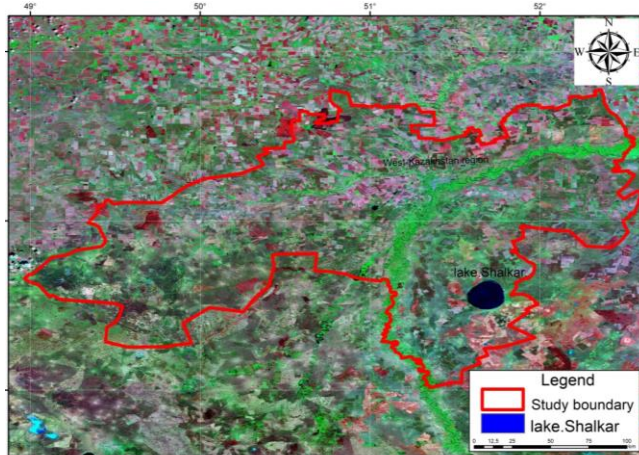 49° 50° 51° 52°
N
W E
S
West-Kazakhstan region
lake.Shalkar
Legend
Study boundary
lake.Shalkar
0 12.5 25 50 75 100